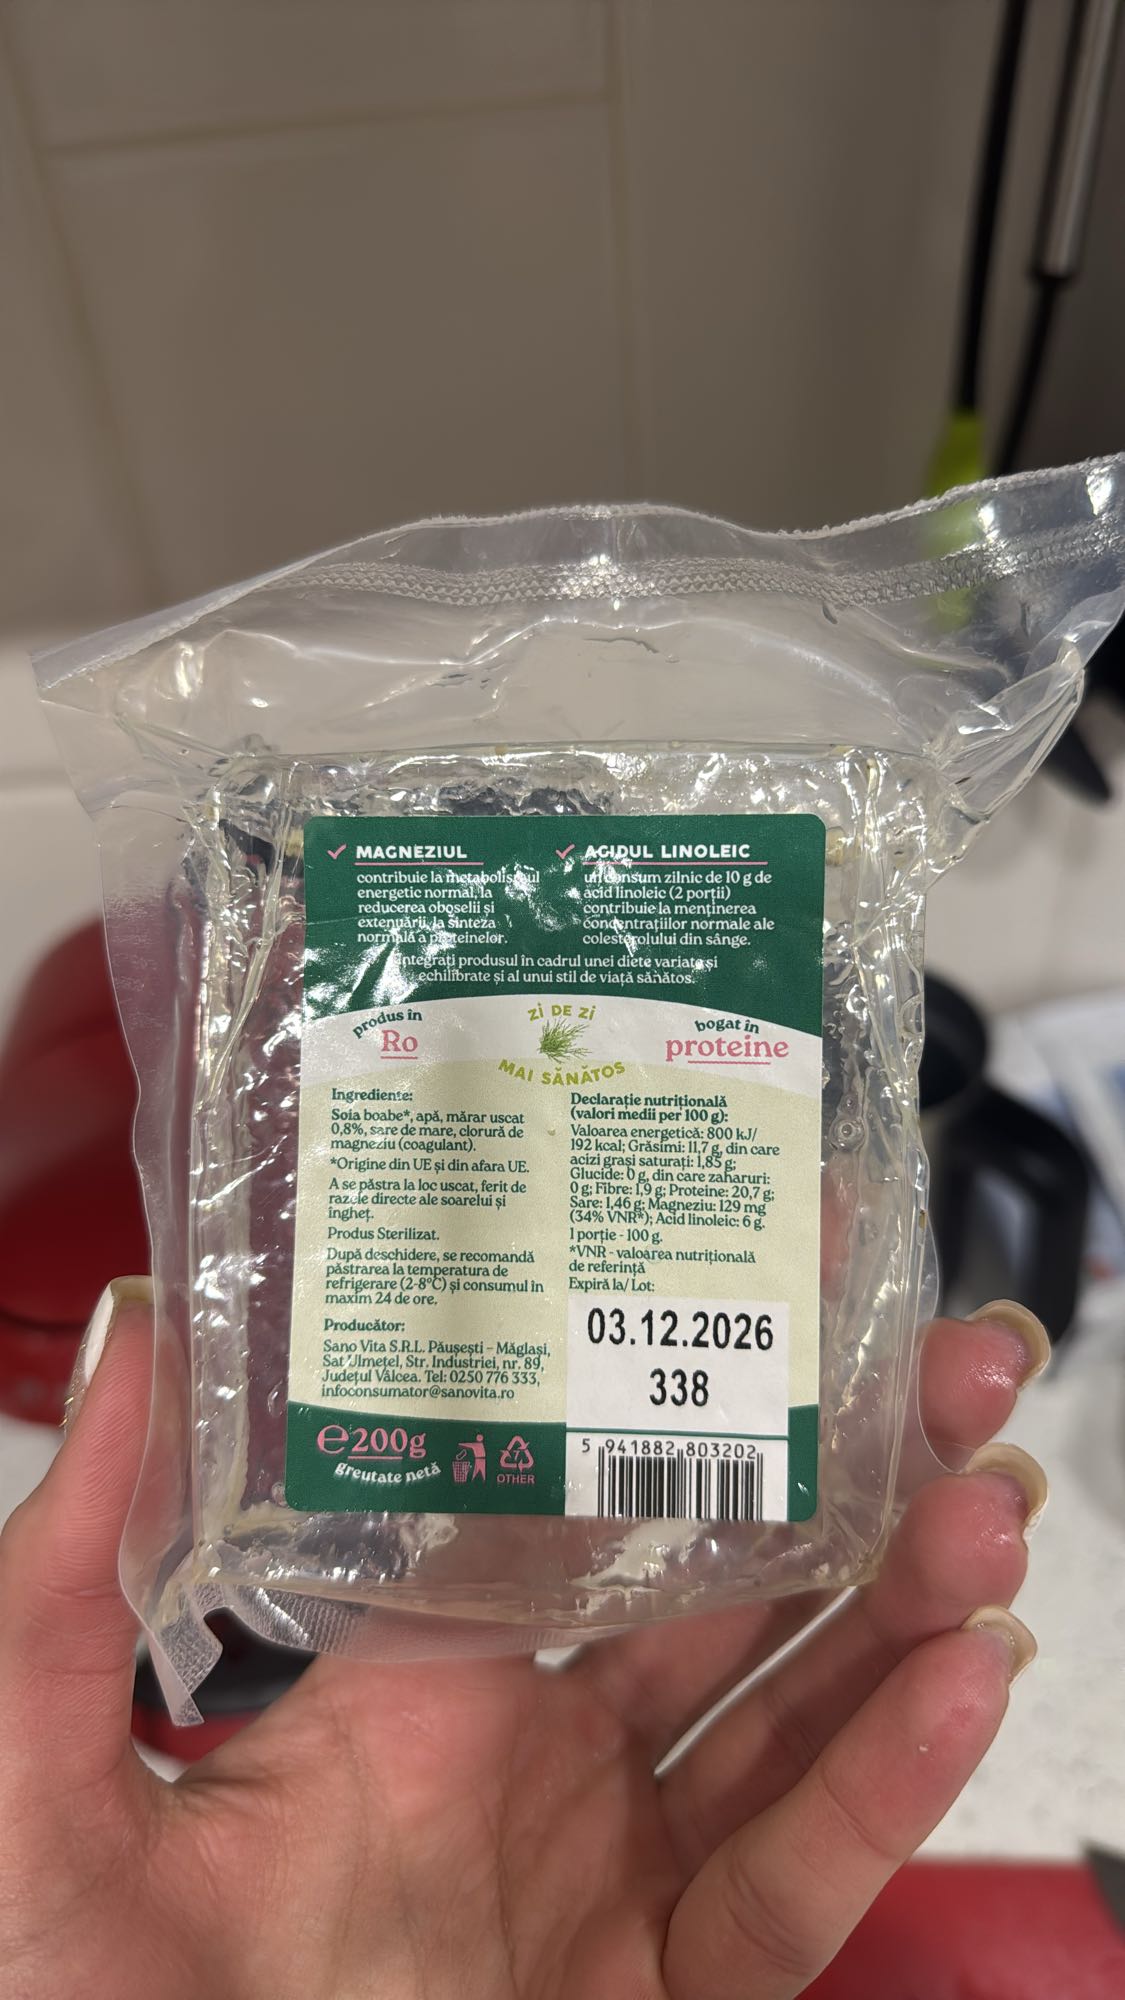 MAGNEZIUL
contribuie la metabolismul
energetic normal, la
reducerea oboselii și
extenuării, la sinteza
normală a proteinelor.
ACIDUL LINOLEIC
un consum zilnic de 10 g de
acid linoleic (2 porții)
contribuie la menținerea
concentrațiilor normale ale
colesterolului din sânge.
Integrați produsul în cadrul unei diete variate și
echilibrate și al unui stil de viață sănătos.
produs în
Ro
ZI DE ZI
MAI SĂNĂTOS
bogat în
proteine
Ingrediente:
Soia boabe*, apă, mărar uscat
0,8%, sare de mare, clorură de
magneziu (coagulant).
*Origine din UE și din afara UE.
A se păstra la loc uscat, ferit de
razele directe ale soarelui și
îngheț.
Produs Sterilizat.
După deschidere, se recomandă
păstrarea la temperatura de
refrigerare (2-8°C) și consumul în
maxim 24 de ore.
Producător:
Sano Vita S.R.L. Păușești - Măglași,
Sat Ulmețel, Str. Industriei, nr. 89,
Județul Vâlcea. Tel: 0250 776 333,
infoconsumator@sanovita.ro
℮200g
greutate netă
7
OTHER
Declarație nutrițională
(valori medii per 100 g):
Valoarea energetică: 800 kJ/
192 kcal; Grăsimi: 11,7 g, din care
acizi grași saturați: 1,85 g;
Glucide: 0 g, din care zaharuri:
0 g; Fibre: 1,9 g; Proteine: 20,7 g;
Sare: 1,46 g; Magneziu: 129 mg
(34% VNR*); Acid linoleic: 6 g.
1 porție - 100 g.
*VNR - valoarea nutrițională
de referință
Expiră la/ Lot:
03.12.2026
338
5 941882 803202